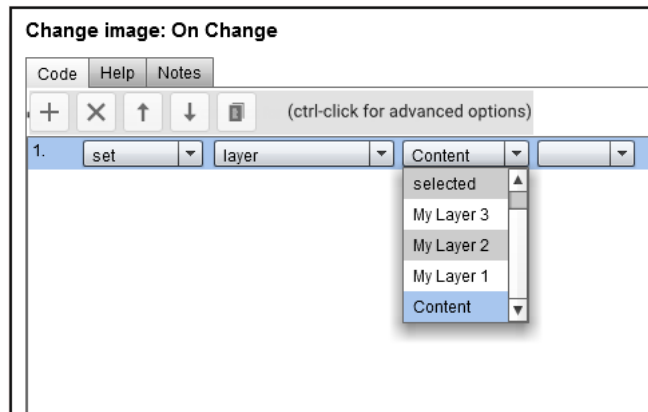 Change image: On Change
Code Help Notes
(ctrl-click for advanced options)
1. set layer Content
selected
My Layer 3
My Layer 2
My Layer 1
Content